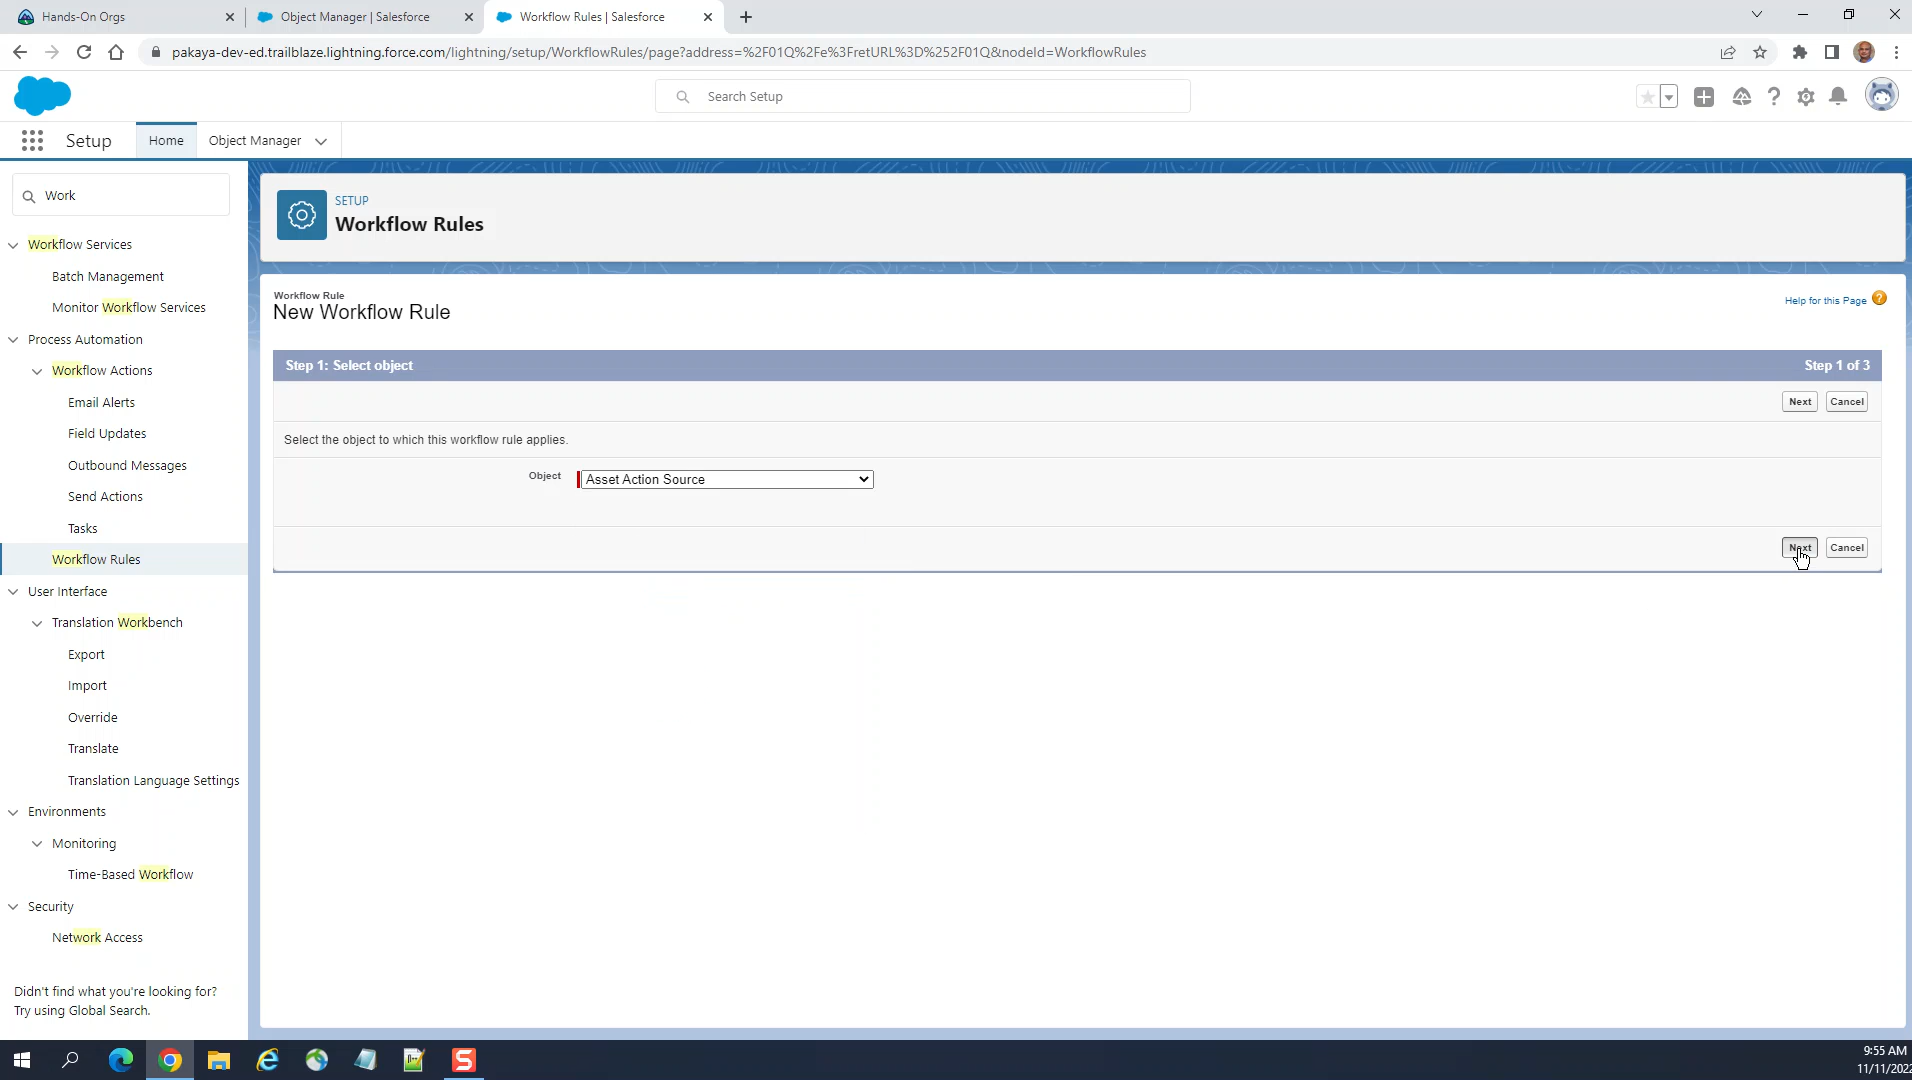 Hands-On Orgs
Object Manager | Salesforce
Workflow Rules | Salesforce
pakaya-dev-ed.trailblaze.lightning.force.com/lightning/setup/WorkflowRules/page?address=%2F01Q%2Fe%3FretURL%3D%252F01Q&nodeId=WorkflowRules
Search Setup
Setup
Home
Object Manager
Work
Workflow Services
Batch Management
Monitor Workflow Services
Process Automation
Workflow Actions
Email Alerts
Field Updates
Outbound Messages
Send Actions
Tasks
Workflow Rules
User Interface
Translation Workbench
Export
Import
Override
Translate
Translation Language Settings
Environments
Monitoring
Time-Based Workflow
Security
Network Access
Didn't find what you're looking for?
Try using Global Search.
SETUP
Workflow Rules
Workflow Rule
New Workflow Rule
Help for this Page
Step 1: Select object
Step 1 of 3
Next
Cancel
Select the object to which this workflow rule applies.
Object
Asset Action Source
Next
Cancel
9:55 AM
11/11/2022